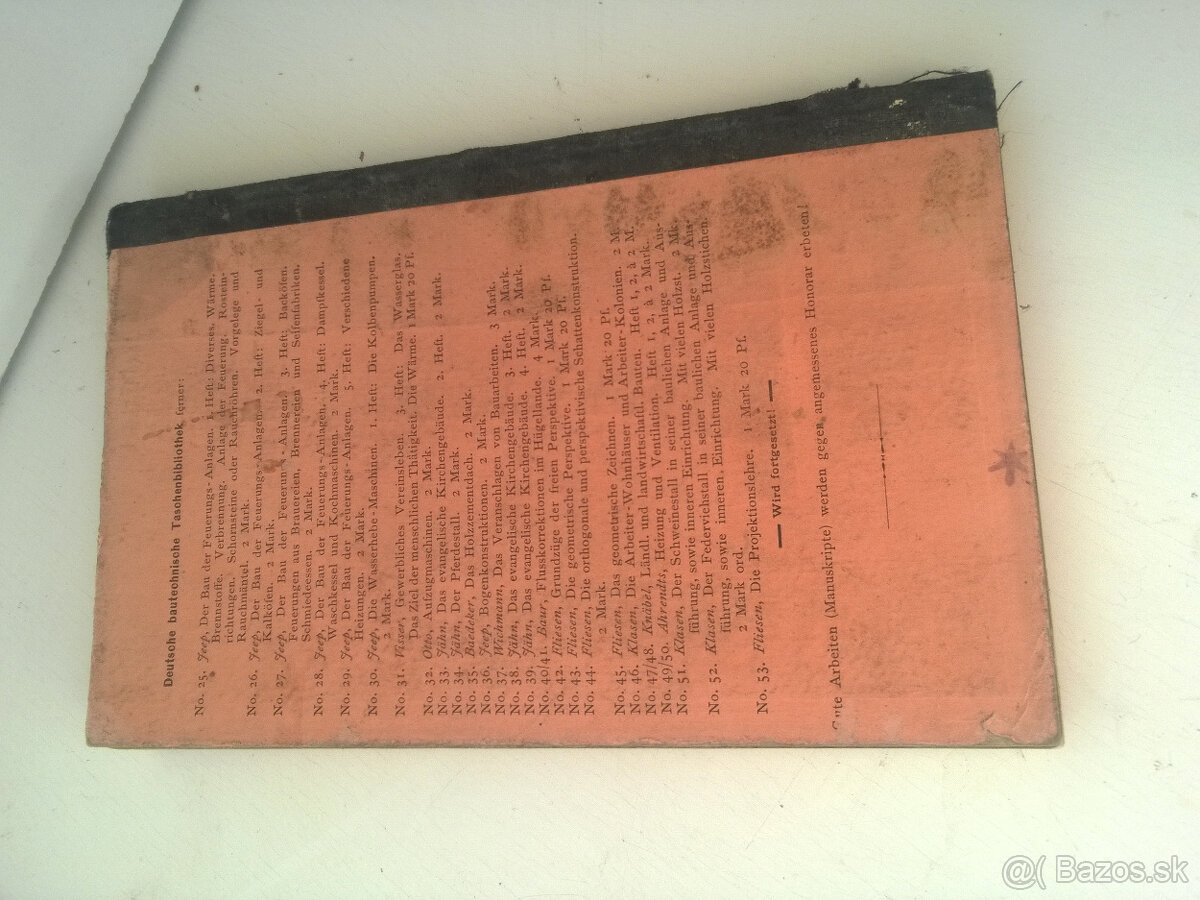 Deutsche bautechnische Taschenbibliothek ferner:
No. 25. Jeep, Der Bau der Feuerungs-Anlagen. 1. Heft: Diverses. Wärme.
Brennstoffe. Verbrennung. Anlage der Feuerung. Rostein-
richtungen. Schornsteine oder Rauchröhren. Vorgelege und
Rauchmäntel. 2 Mark.
No. 26. Jeep, Der Bau der Feuerungs-Anlagen. 2. Heft: Ziegel- und
Kalköfen. 2 Mark.
No. 27. Jeep, Der Bau der Feuerungs-Anlagen. 3. Heft: Backöfen.
Feuerungen aus Brauereien, Brennereien und Seifenfabriken.
Schmiedeessen. 2 Mark.
No. 28. Jeep, Der Bau der Feuerungs-Anlagen. 4. Heft: Dampfkessel.
Waschkessel und Kochmaschinen. 2 Mark.
No. 29. Jeep, Der Bau der Feuerungs-Anlagen. 5. Heft: Verschiedene
Heizungen. 2 Mark.
No. 30. Jeep, Die Wasserhebe-Maschinen. 1. Heft: Die Kolbenpumpen.
2 Mark.
No. 31. Visser, Gewerbliches Vereinsleben. 3. Heft: Das Wasserglas.
Das Ziel der menschlichen Thätigkeit. Die Wärme. 1 Mark 20 Pf.
No. 32. Otto, Aufzugmaschinen. 2 Mark.
No. 33. Jähn, Das evangelische Kirchengebäude. 2. Heft. 2 Mark.
No. 34. Jähn, Der Pferdestall. 2 Mark.
No. 35. Baedeker, Das Holzzementdach. 2 Mark.
No. 36. Jeep, Bogenkonstruktionen. 2 Mark.
No. 37. Wichmann, Das Veranschlagen von Bauarbeiten. 3 Mark.
No. 38. Jähn, Das evangelische Kirchengebäude. 3. Heft. 2 Mark.
No. 39. Jähn, Das evangelische Kirchengebäude. 4. Heft. 2 Mark.
No. 40/41. Baur, Flusskorrektionen im Hügellande. 4 Mark.
No. 42. Fliesen, Grundzüge der freien Perspektive. 1 Mark 20 Pf.
No. 43. Fliesen, Die geometrische Perspektive. 1 Mark 20 Pf.
No. 44. Fliesen, Die orthogonale und perspektivische Schattenkonstruktion.
2 Mark.
No. 45. Fliesen, Das geometrische Zeichnen. 1 Mark 20 Pf.
No. 46. Klasen, Die Arbeiter-Wohnhäuser und Arbeiter-Kolonien. 2 M.
No. 47/48. Knäbel, Ländl. und landwirtschaftl. Bauten. Heft 1, 2, à 2 M.
No. 49/50. Ahrendts, Heizung und Ventilation. Heft 1, 2, à 2 Mark.
No. 51. Klasen, Der Schweinestall in seiner baulichen Anlage und Aus-
führung, sowie inneren Einrichtung. Mit vielen Holzst. 2 Mk.
No. 52. Klasen, Der Federviehstall in seiner baulichen Anlage und Aus-
führung, sowie inneren Einrichtung. Mit vielen Holzstichen.
2 Mark ord.
No. 53. Fliesen, Die Projektionslehre. 1 Mark 20 Pf.
— Wird fortgesetzt! —
Gute Arbeiten (Manuskripte) werden gegen angemessenes Honorar erbeten!
@( Bazos.sk